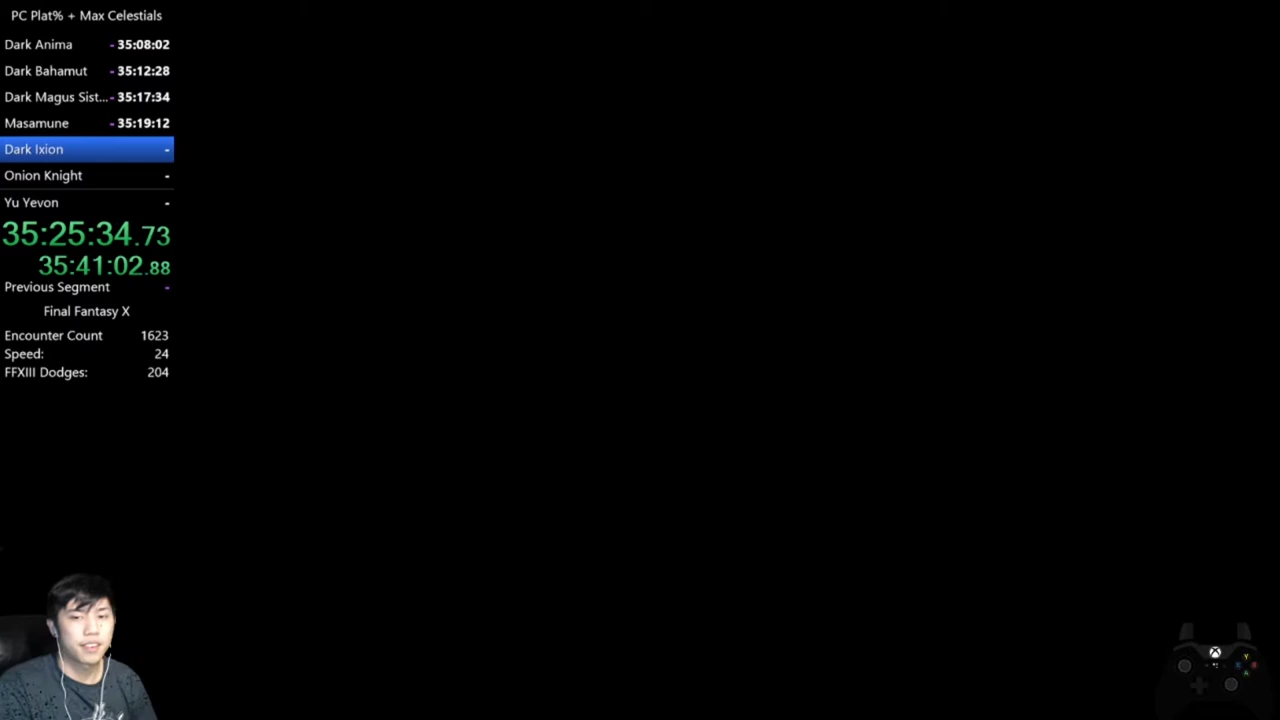 PC Plat% + Max Celestials
Dark Anima - 35:08:02
Dark Bahamut - 35:12:28
Dark Magus Sist... - 35:17:34
Masamune - 35:19:12
Dark Ixion -
Onion Knight -
Yu Yevon -
35:25:34.73
35:41:02.88
Previous Segment -
Final Fantasy X
Encounter Count 1623
Speed: 24
FFXIII Dodges: 204
Y
X B
A